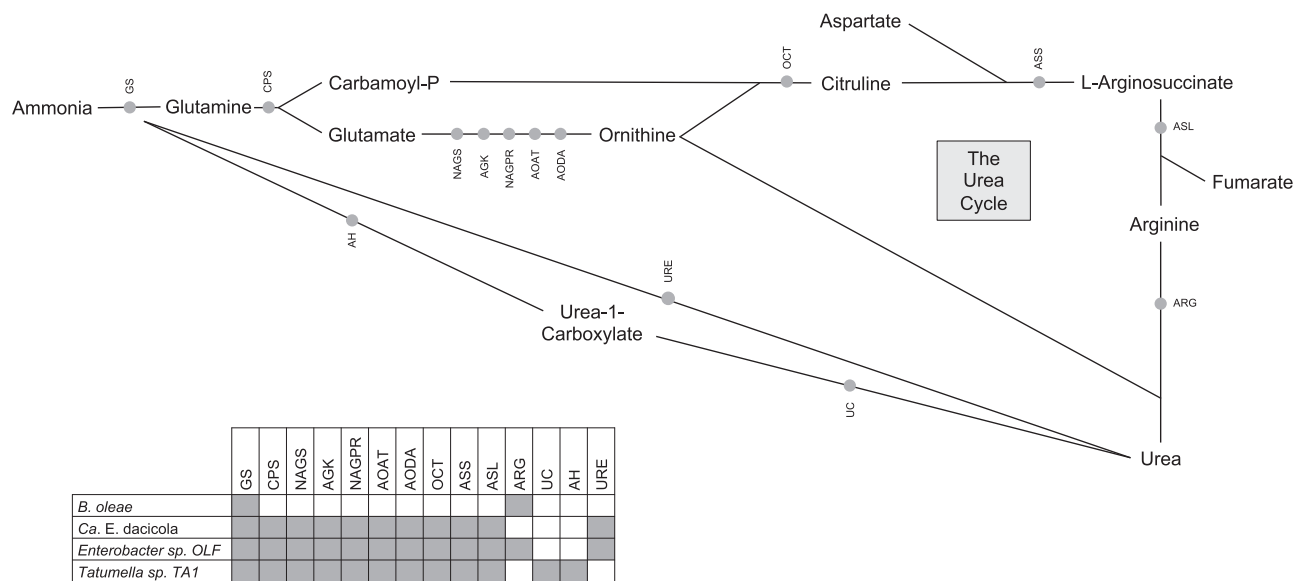 Aspartate
OCT
ASS
GS
CPS
Carbamoyl-P
Citruline
L-Arginosuccinate
Ammonia
Glutamine
Glutamate
Ornithine
ASL
NAGS
AGK
NAGPR
AOAT
AODA
The
Urea
Cycle
Fumarate
Arginine
AH
URE
ARG
Urea-1-
Carboxylate
UC
Urea
GS CPS NAGS AGK NAGPR AOAT AODA OCT ASS ASL ARG UC AH URE
B. oleae
Ca. E. dacicola
Enterobacter sp. OLF
Tatumella sp. TA1